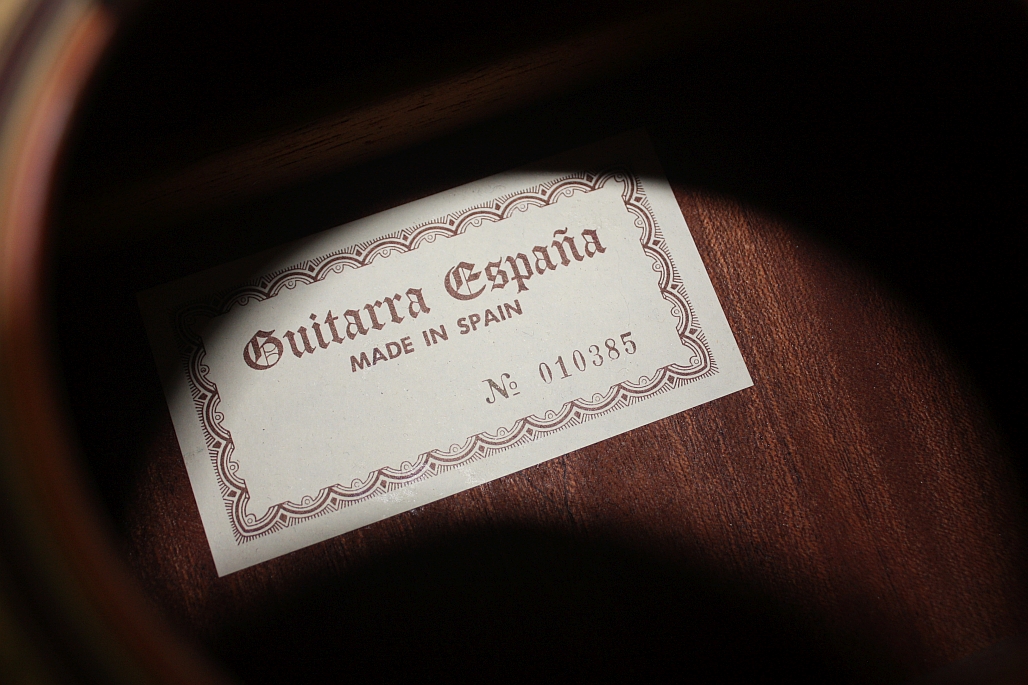 Guitarra España
MADE IN SPAIN
№ 010385